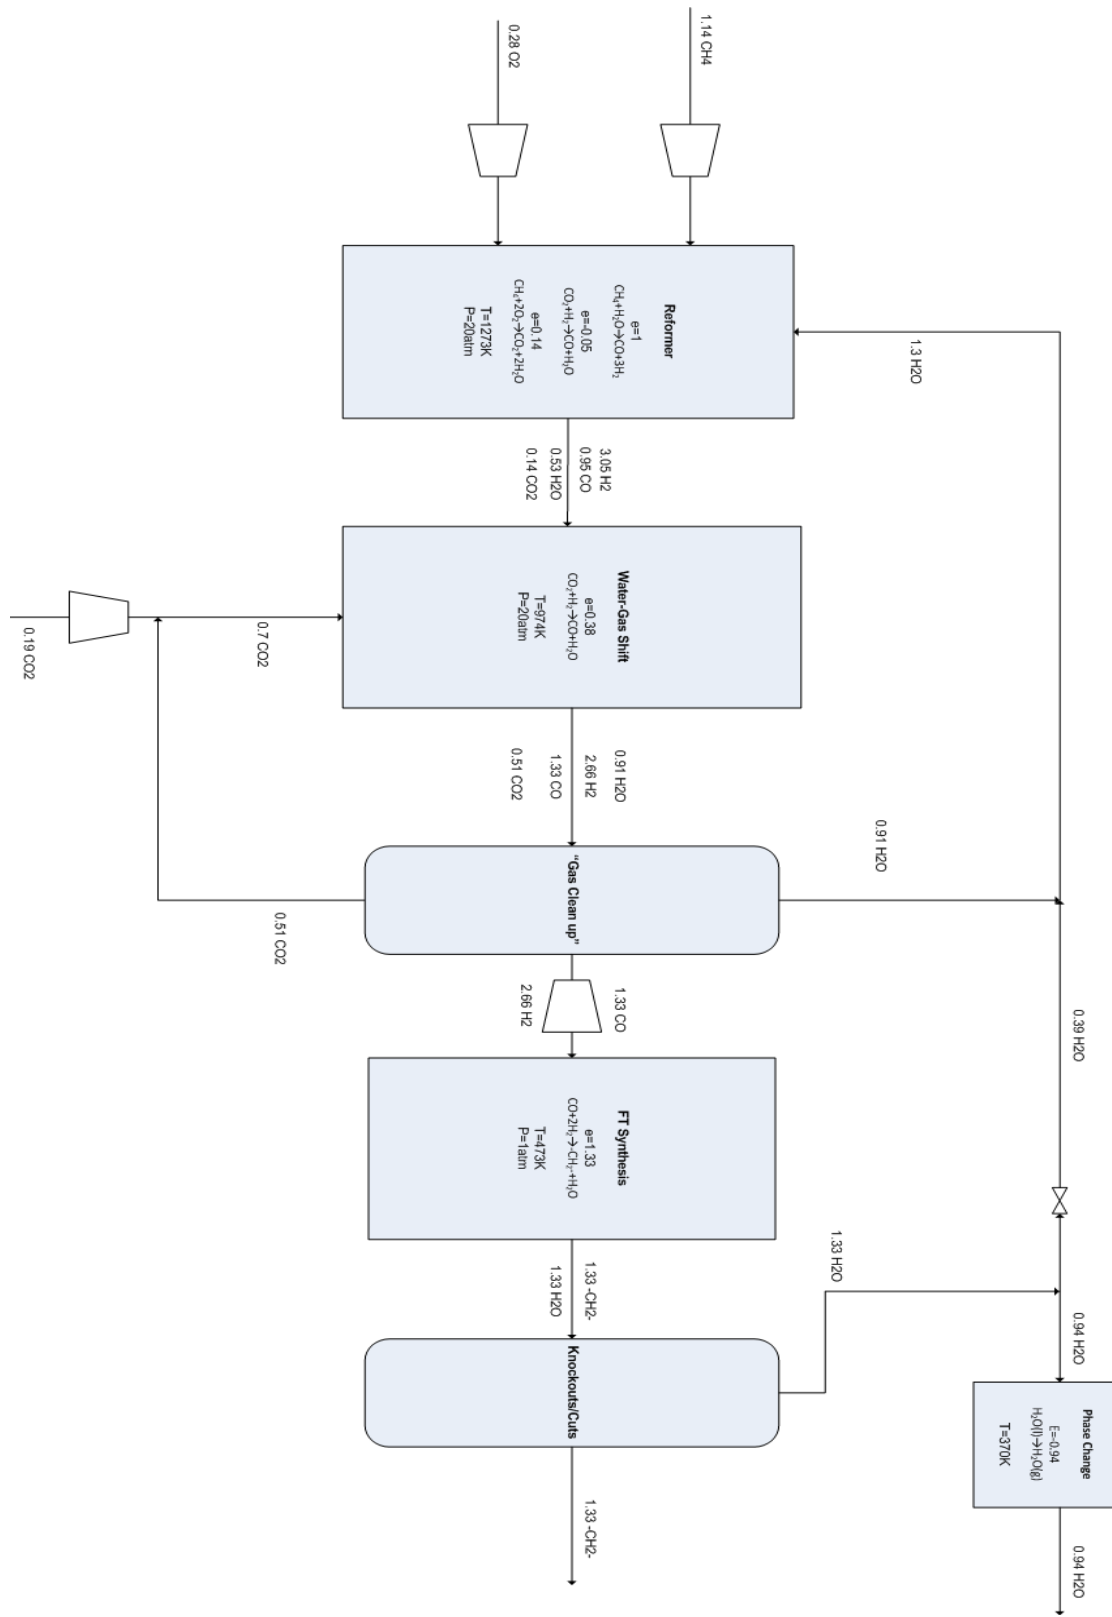 1.14 CH4
0.28 O2
Reformer
e=1
CH₄+H₂O→CO+3H₂
e=-0.05
CO₂+H₂→CO+H₂O
e=0.14
CH₄+2O₂→CO₂+2H₂O
T=1273K
P=20atm
1.3 H2O
3.05 H2
0.95 CO
0.53 H2O
0.14 CO2
Water-Gas Shift
e=0.38
CO₂+H₂→CO+H₂O
T=974K
P=20atm
0.19 CO2
0.7 CO2
0.91 H2O
2.66 H2
1.33 CO
0.51 CO2
"Gas Clean up"
0.91 H2O
0.51 CO2
1.33 CO
2.66 H2
0.39 H2O
FT Synthesis
e=1.33
CO+2H₂→-CH₂-+H₂O
T=473K
P=1atm
1.33 -CH2-
1.33 H2O
1.33 H2O
Knockouts/Cuts
1.33 -CH2-
0.94 H2O
Phase Change
E=-0.94
H₂O(l)→H₂O(g)
T=370K
0.94 H2O